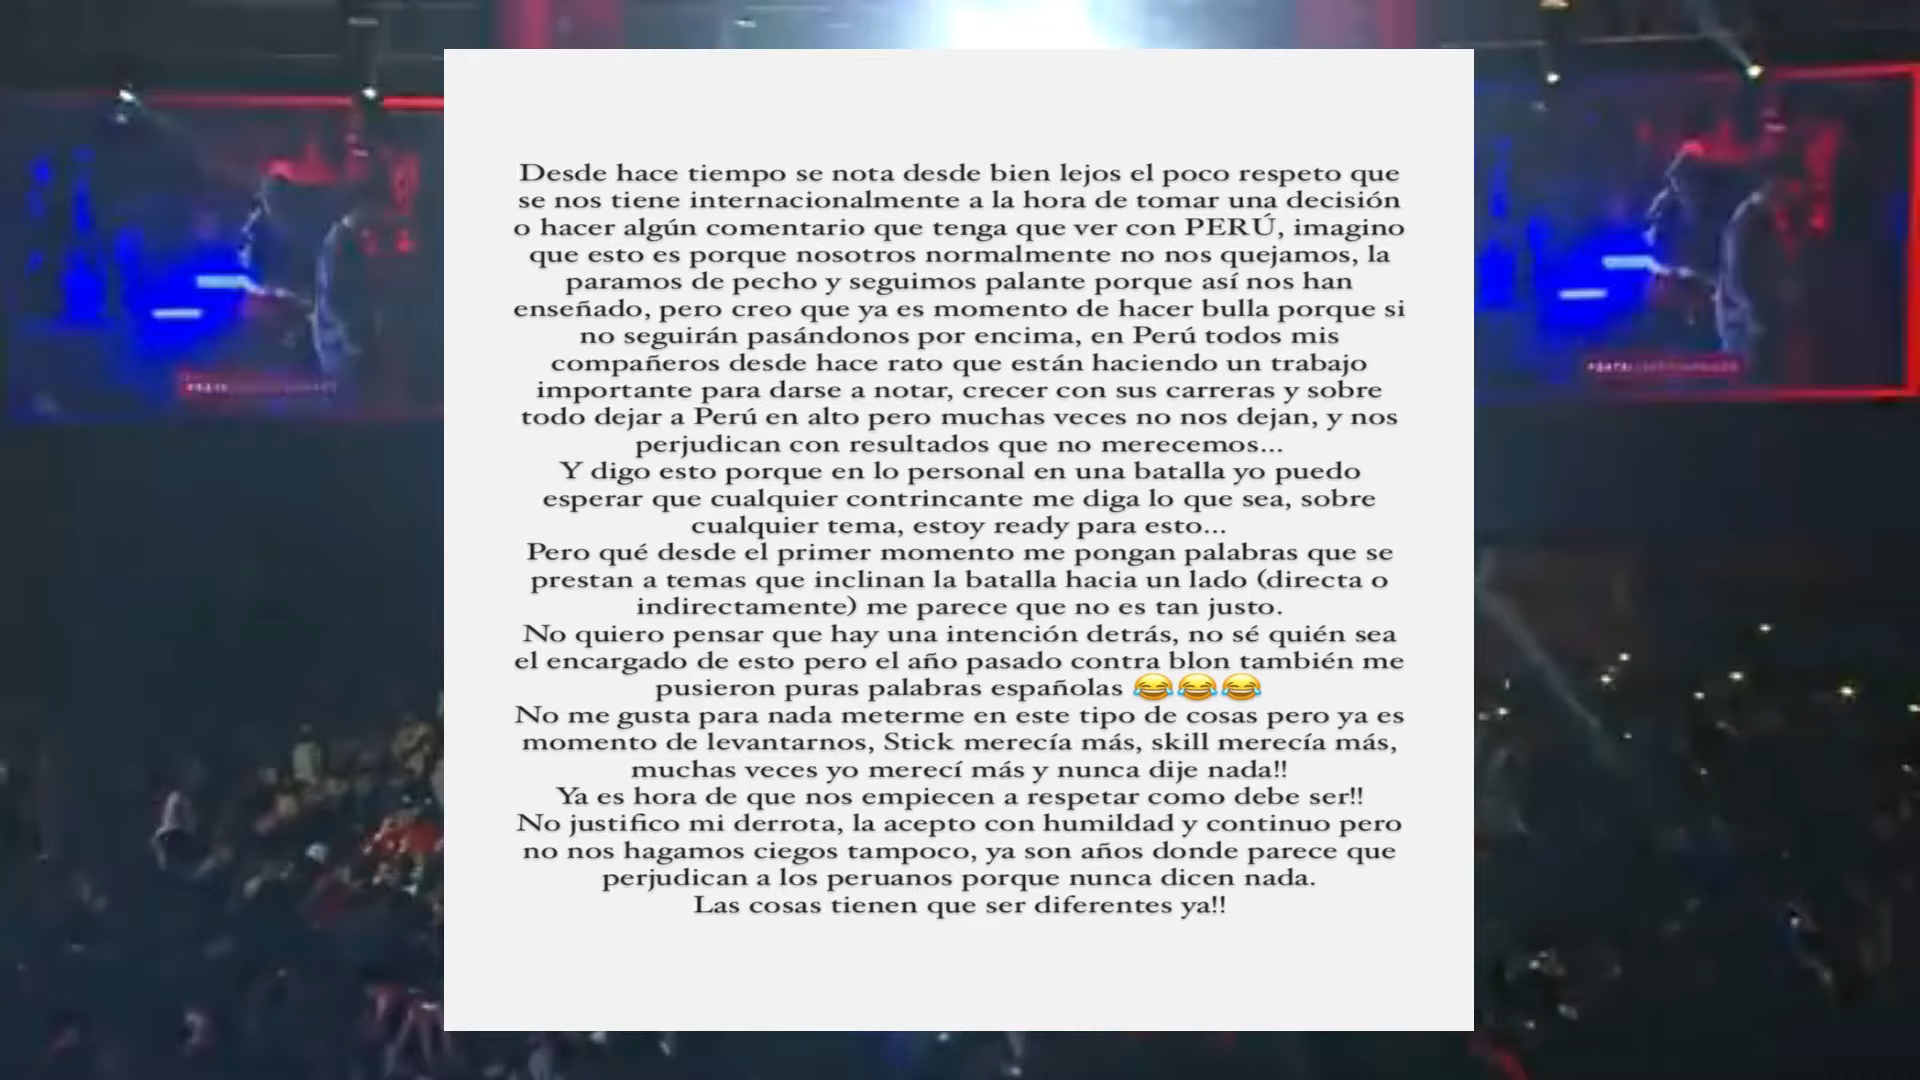 Desde hace tiempo se nota desde bien lejos el poco respeto que
se nos tiene internacionalmente a la hora de tomar una decisión
o hacer algún comentario que tenga que ver con PERÚ, imagino
que esto es porque nosotros normalmente no nos quejamos, la
paramos de pecho y seguimos palante porque así nos han
enseñado, pero creo que ya es momento de hacer bulla porque si
no seguirán pasándonos por encima, en Perú todos mis
compañeros desde hace rato que están haciendo un trabajo
importante para darse a notar, crecer con sus carreras y sobre
todo dejar a Perú en alto pero muchas veces no nos dejan, y nos
perjudican con resultados que no merecemos...
Y digo esto porque en lo personal en una batalla yo puedo
esperar que cualquier contrincante me diga lo que sea, sobre
cualquier tema, estoy ready para esto...
Pero qué desde el primer momento me pongan palabras que se
prestan a temas que inclinan la batalla hacia un lado (directa o
indirectamente) me parece que no es tan justo.
No quiero pensar que hay una intención detrás, no sé quién sea
el encargado de esto pero el año pasado contra blon también me
pusieron puras palabras españolas 😂😂😂
No me gusta para nada meterme en este tipo de cosas pero ya es
momento de levantarnos, Stick merecía más, skill merecía más,
muchas veces yo merecí más y nunca dije nada!!
Ya es hora de que nos empiecen a respetar como debe ser!!
No justifico mi derrota, la acepto con humildad y continuo pero
no nos hagamos ciegos tampoco, ya son años donde parece que
perjudican a los peruanos porque nunca dicen nada.
Las cosas tienen que ser diferentes ya!!